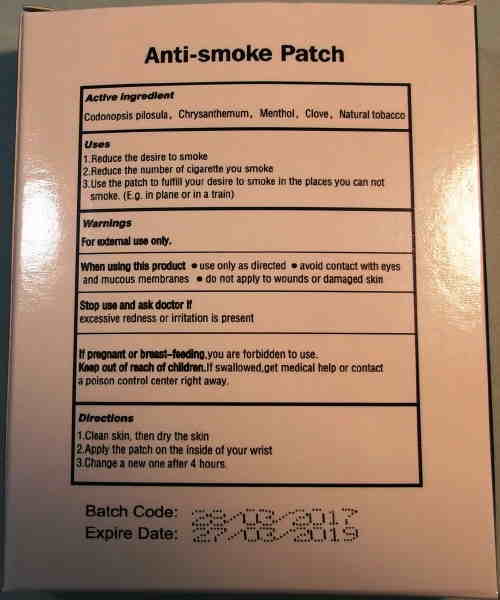 Anti-smoke Patch
Active ingredient
Codonopsis pilosula, Chrysanthemum, Menthol, Clove, Natural tobacco
Uses
1.Reduce the desire to smoke
2.Reduce the number of cigarette you smoke
3.Use the patch to fulfill your desire to smoke in the places you can not
smoke. (E.g. in plane or in a train)
Warnings
For external use only.
When using this product ●use only as directed ●avoid contact with eyes
and mucous membranes ●do not apply to wounds or damaged skin
Stop use and ask doctor if
excessive redness or irritation is present
If pregnant or breast-feeding,you are forbidden to use.
Keep out of reach of children.If swallowed,get medical help or contact
a poison control center right away.
Directions
1.Clean skin, then dry the skin
2.Apply the patch on the inside of your wrist
3.Change a new one after 4 hours.
Batch Code: 28/03/2017
Expire Date: 27/03/2019